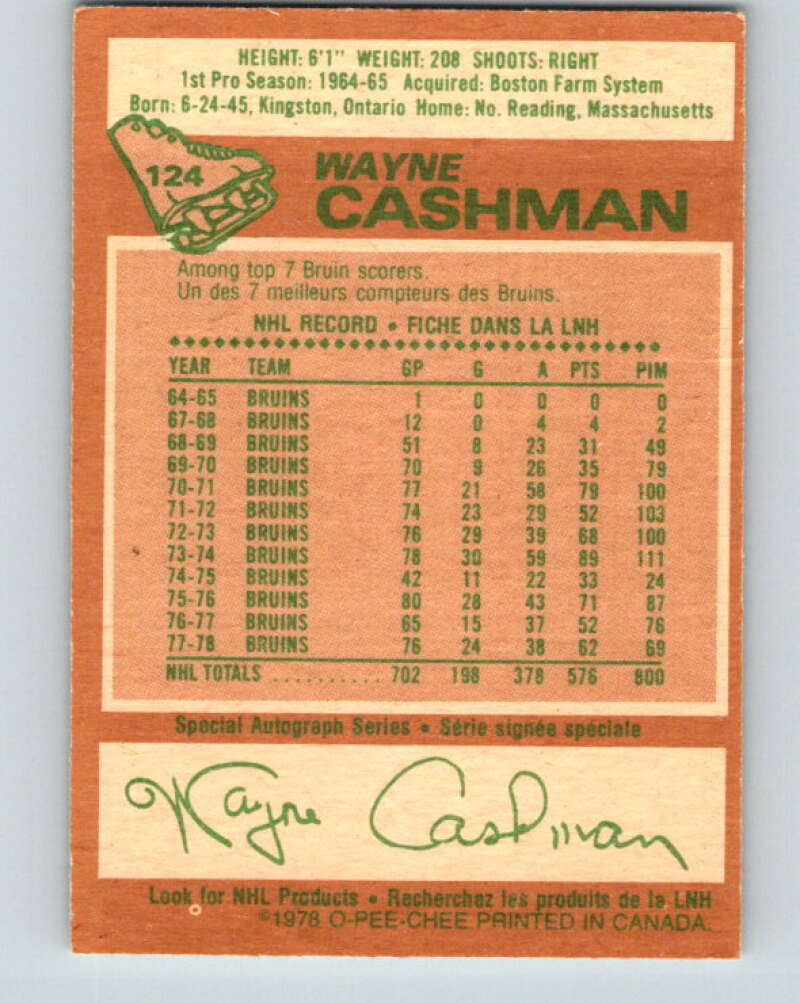 HEIGHT: 6'1" WEIGHT: 208 SHOOTS: RIGHT
1st Pro Season: 1964-65 Acquired: Boston Farm System
Born: 6-24-45, Kingston, Ontario Home: No. Reading, Massachusetts
124
WAYNE
CASHMAN
Among top 7 Bruin scorers.
Un des 7 meilleurs compteurs des Bruins.
NHL RECORD • FICHE DANS LA LNH
YEAR TEAM GP G A PTS PIM
64-65 BRUINS 1 0 0 0 0
67-68 BRUINS 12 0 4 4 2
68-69 BRUINS 51 8 23 31 49
69-70 BRUINS 70 9 26 35 79
70-71 BRUINS 77 21 58 79 100
71-72 BRUINS 74 23 29 52 103
72-73 BRUINS 76 29 39 68 100
73-74 BRUINS 78 30 59 89 111
74-75 BRUINS 42 11 22 33 24
75-76 BRUINS 80 28 43 71 87
76-77 BRUINS 65 15 37 52 76
77-78 BRUINS 76 24 38 62 69
NHL TOTALS .......... 702 198 378 576 800
Special Autograph Series • Série signée spéciale
Wayne Cashman
Look for NHL Products • Recherchez les produits de la LNH
©1978 O-PEE-CHEE PRINTED IN CANADA.